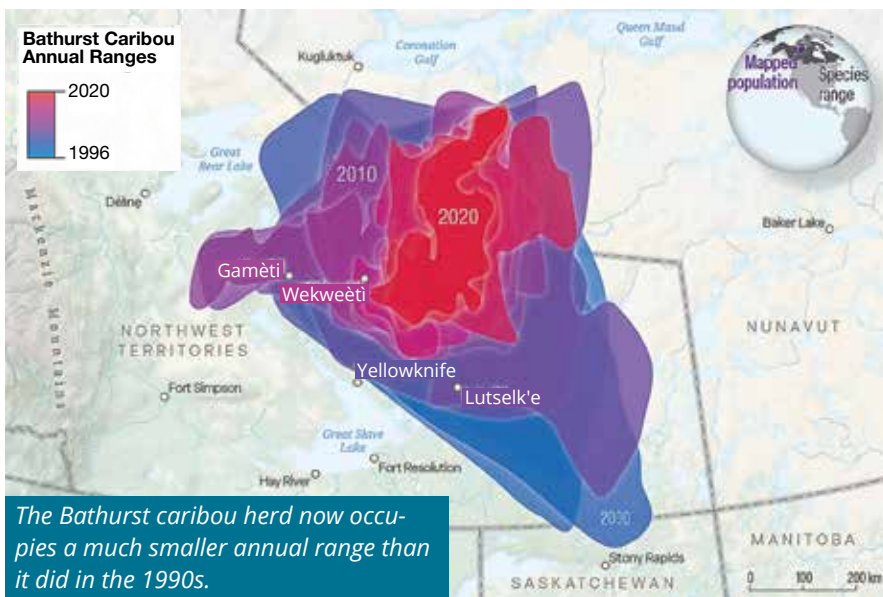 Bathurst Caribou
Annual Ranges
2020
1996
Kugluktuk
Coronation
Gulf
Queen Maud
Gulf
Mapped
population
Species
range
Great
Bear Lake
Déline
2010
2020
Baker Lake
Mackenzie Mountains
Gamètì
Wekweètì
NORTHWEST
TERRITORIES
NUNAVUT
Yellowknife
Lutselk'e
Fort Simpson
Great Slave
Lake
Fort Resolution
Hay River
2000
The Bathurst caribou herd now occu-
pies a much smaller annual range than
it did in the 1990s.
Stony Rapids
SASKATCHEWAN
MANITOBA
0 100 200 km